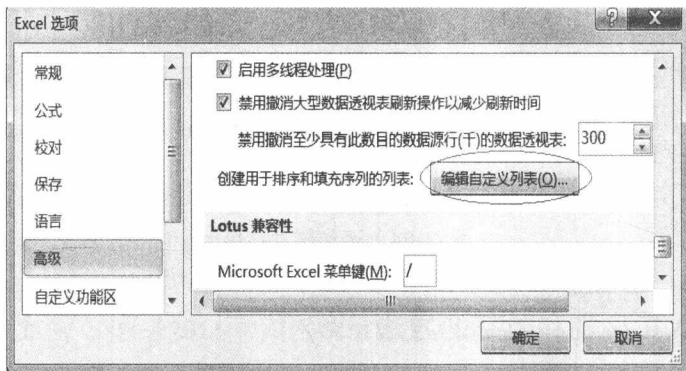 Excel 选项
常规
公式
校对
保存
语言
高级
自定义功能区
启用多线程处理(P)
禁用撤消大型数据透视表刷新操作以减少刷新时间
禁用撤消至少具有此数目的数据源行(千)的数据透视表: 300
创建用于排序和填充序列的列表: 编辑自定义列表(O)...
Lotus 兼容性
Microsoft Excel 菜单键(M): /
确定 取消